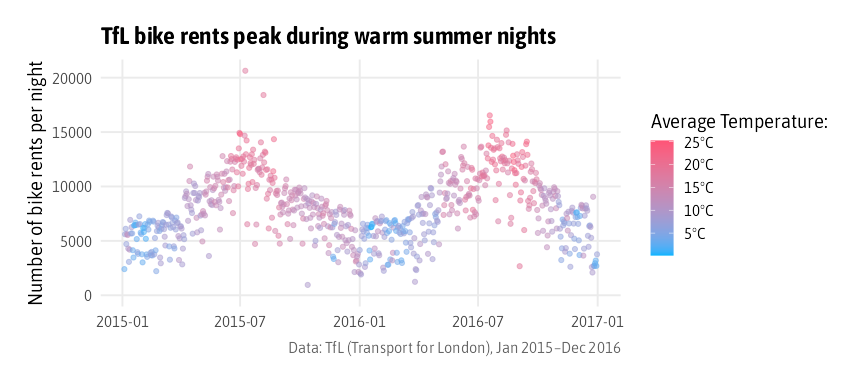 TfL bike rents peak during warm summer nights
Number of bike rents per night
20000
15000
10000
5000
0
2015-01 2015-07 2016-01 2016-07 2017-01
Data: TfL (Transport for London), Jan 2015–Dec 2016
Average Temperature:
25°C
20°C
15°C
10°C
5°C